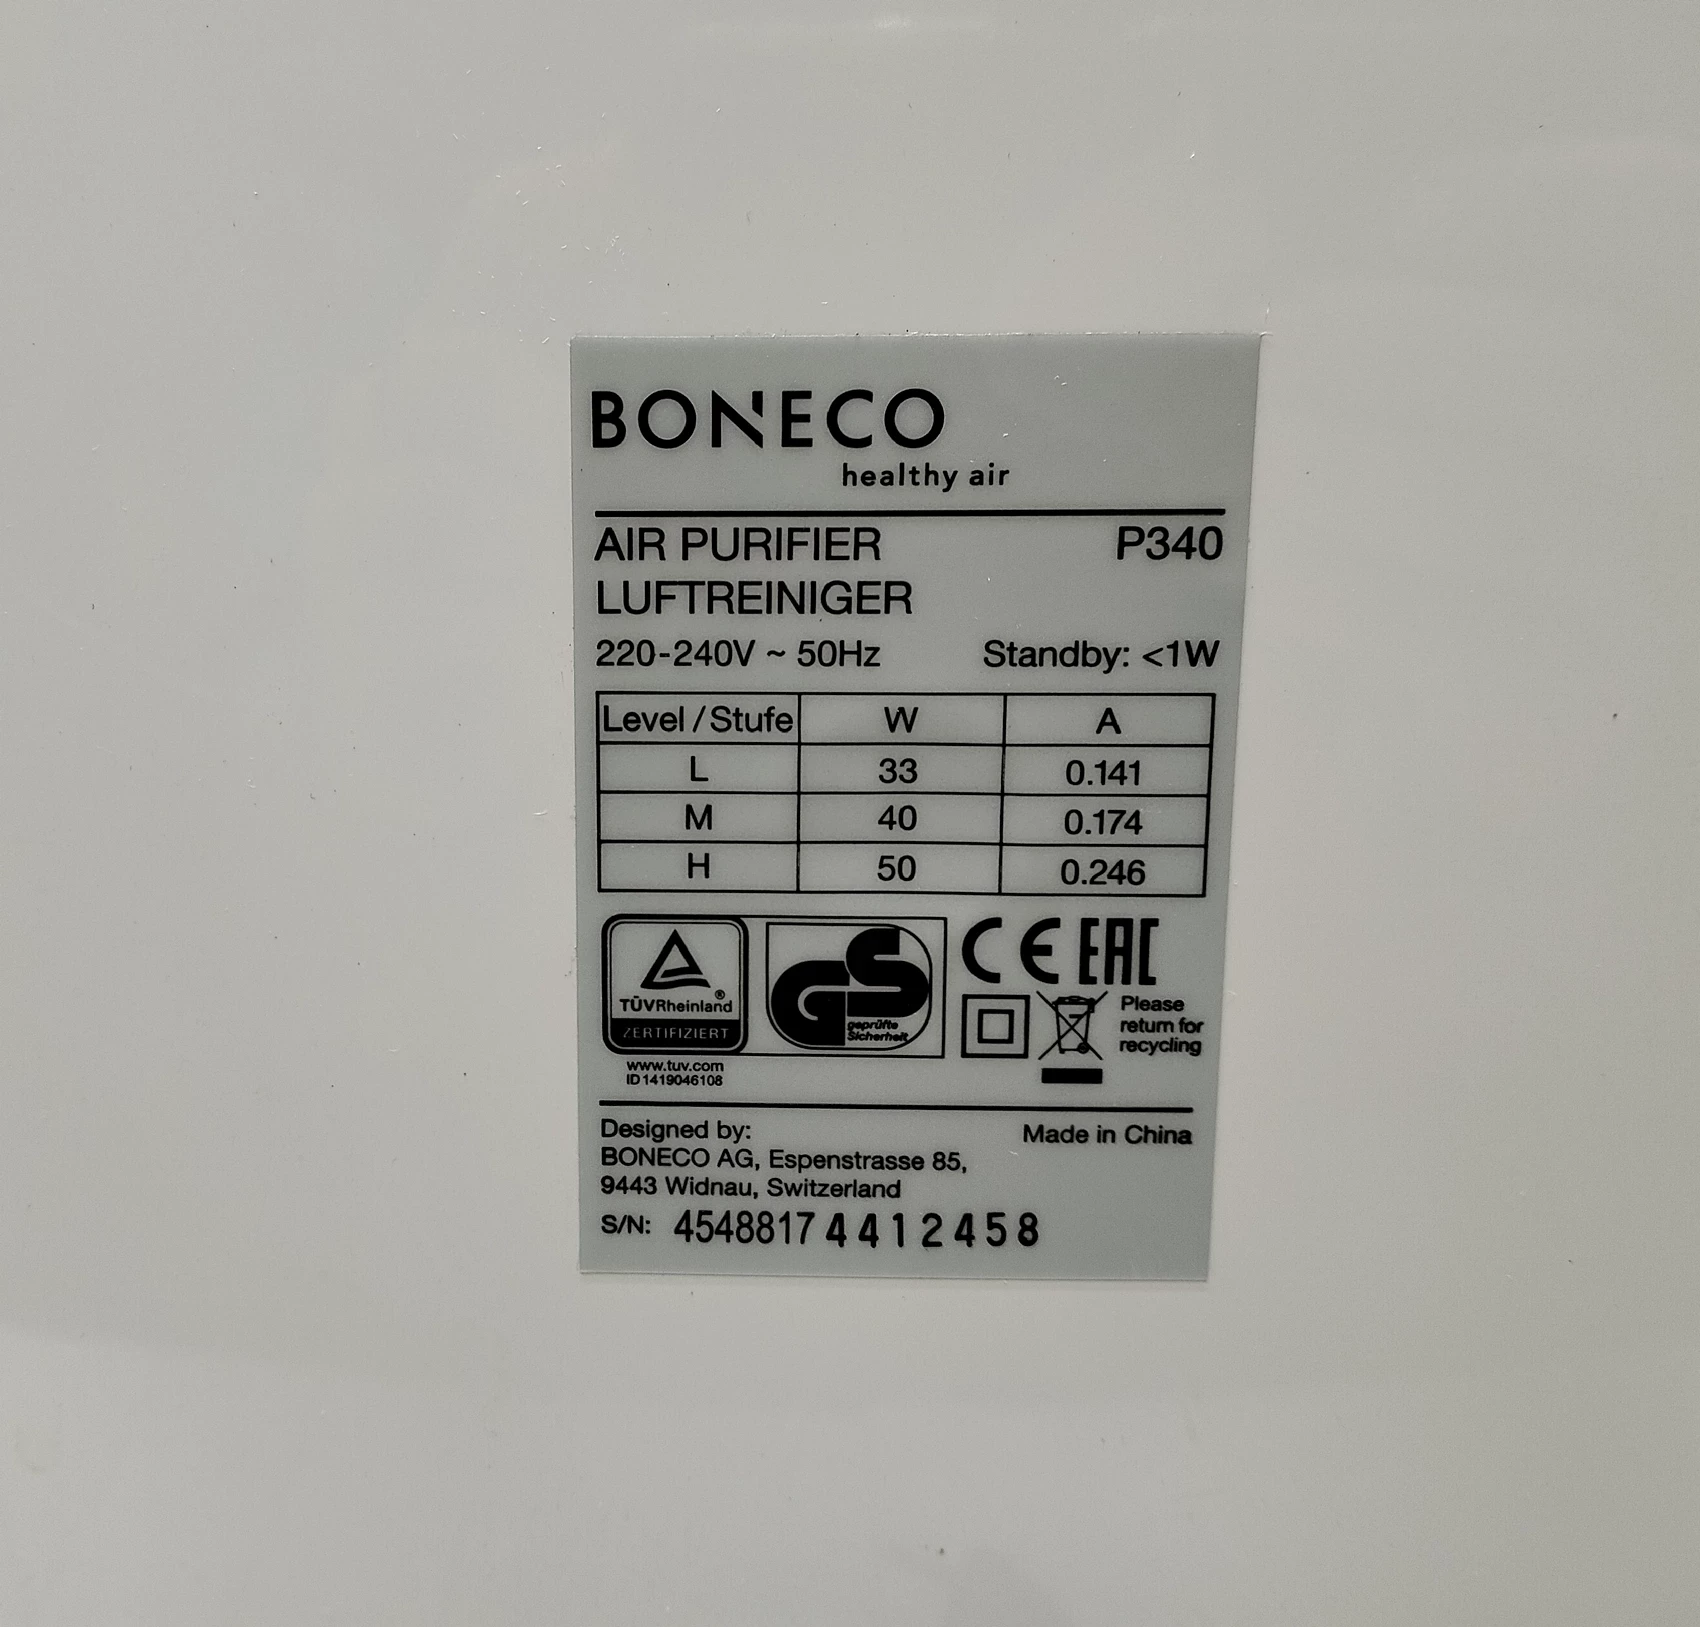 BONECO
healthy air
AIR PURIFIER P340
LUFTREINIGER
220-240V ~ 50Hz Standby: <1W
Level / Stufe W A
L 33 0.141
M 40 0.174
H 50 0.246
TÜVRheinland®
ZERTIFIZIERT
GS
geprüfte
Sicherheit
CE EAC
Please
return for
recycling
www.tuv.com
ID 1419046108
Designed by: Made in China
BONECO AG, Espenstrasse 85,
9443 Widnau, Switzerland
S/N: 4548817 4412458